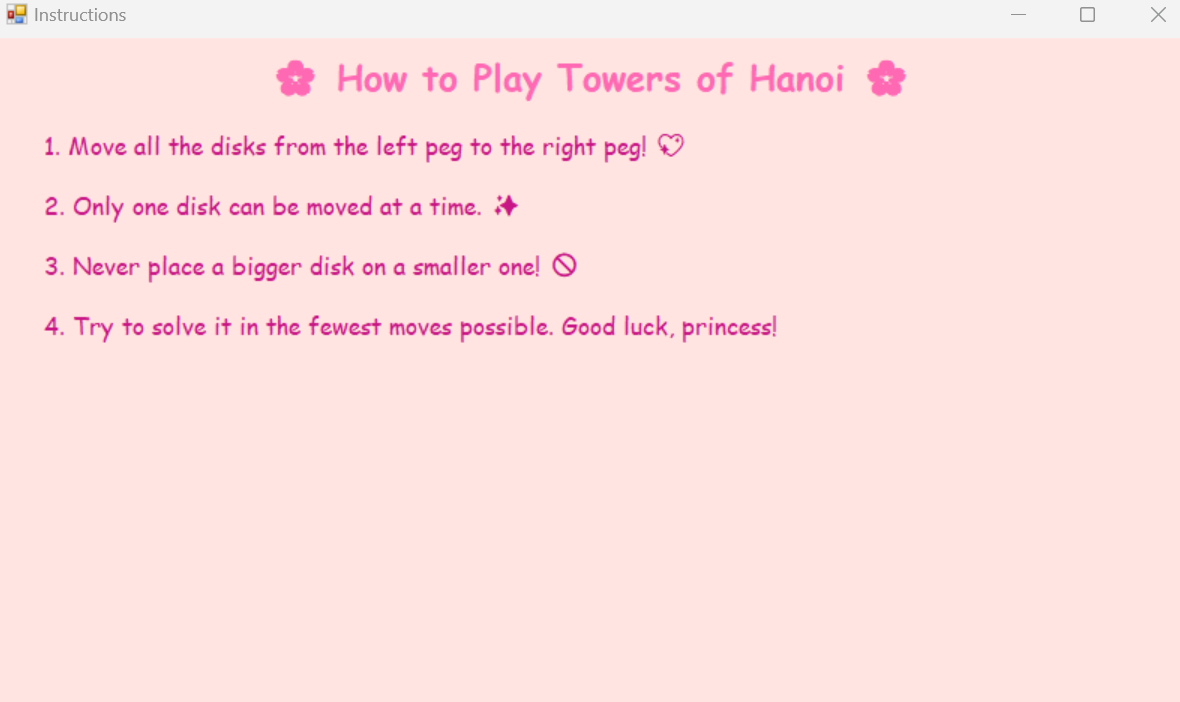 Instructions
🌸 How to Play Towers of Hanoi 🌸
1. Move all the disks from the left peg to the right peg! 💖
2. Only one disk can be moved at a time. ✨
3. Never place a bigger disk on a smaller one! 🚫
4. Try to solve it in the fewest moves possible. Good luck, princess!